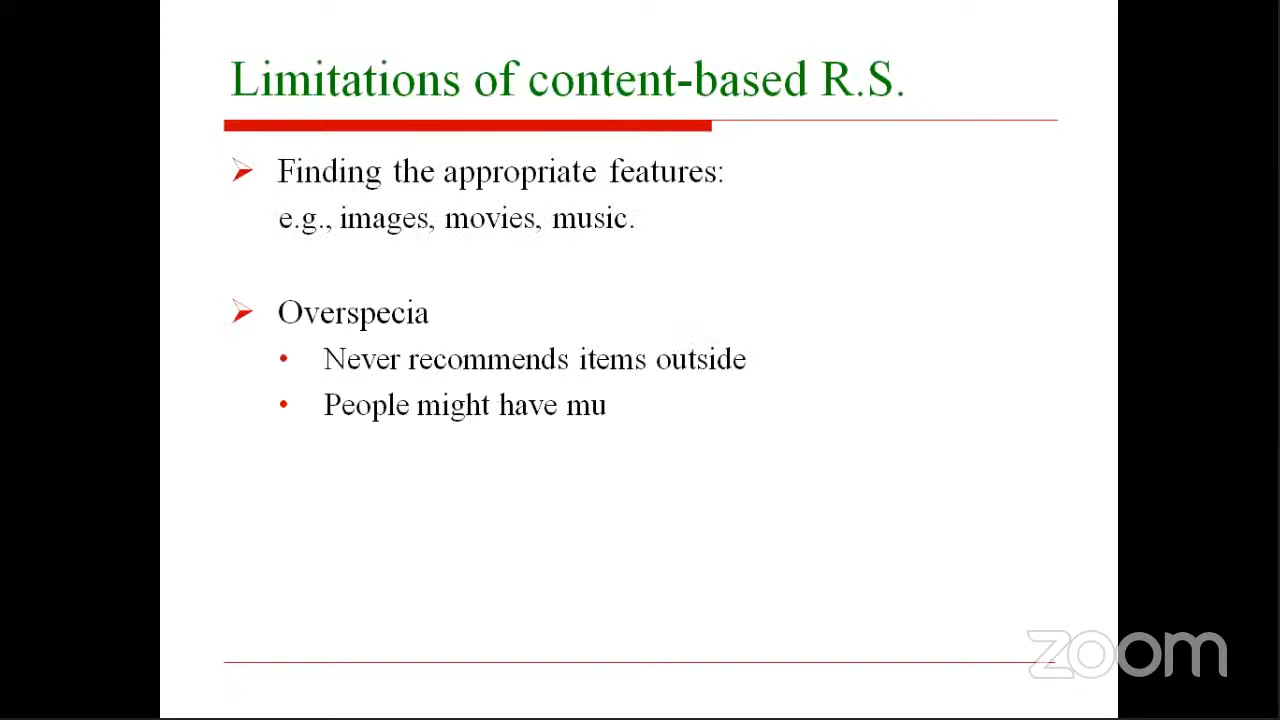 Limitations of content-based R.S.
Finding the appropriate features:
e.g., images, movies, music.
Overspecia
Never recommends items outside
People might have mu
zoom